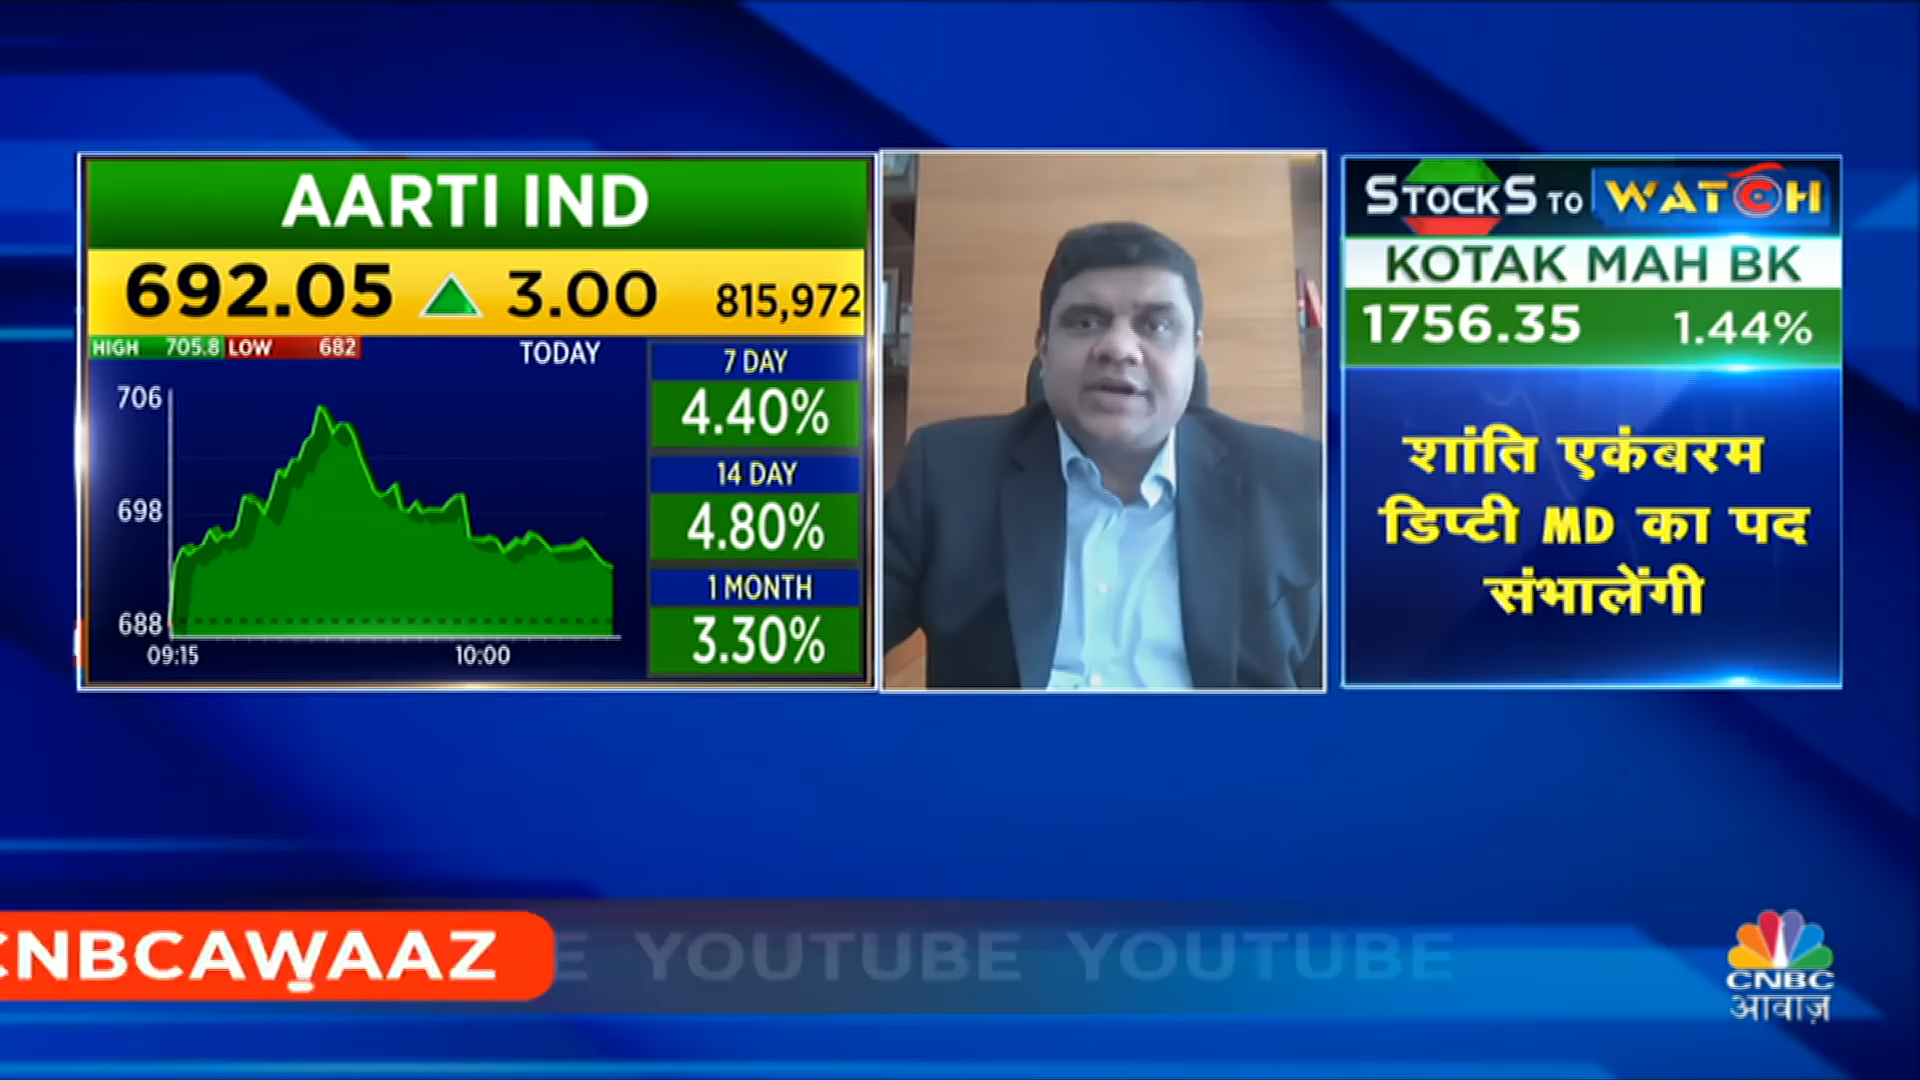 AARTI IND
692.05 3.00 815,972
HIGH 705.8 LOW 682
TODAY
706
698
688
09:15 10:00
7 DAY
4.40%
14 DAY
4.80%
1 MONTH
3.30%
STOCKS TO WATCH
KOTAK MAH BK
1756.35 1.44%
शांति एकंबरम
डिप्टी MD का पद
संभालेंगी
CNBCAWAAZ
E YOUTUBE YOUTUBE
CNBC
आवाज़